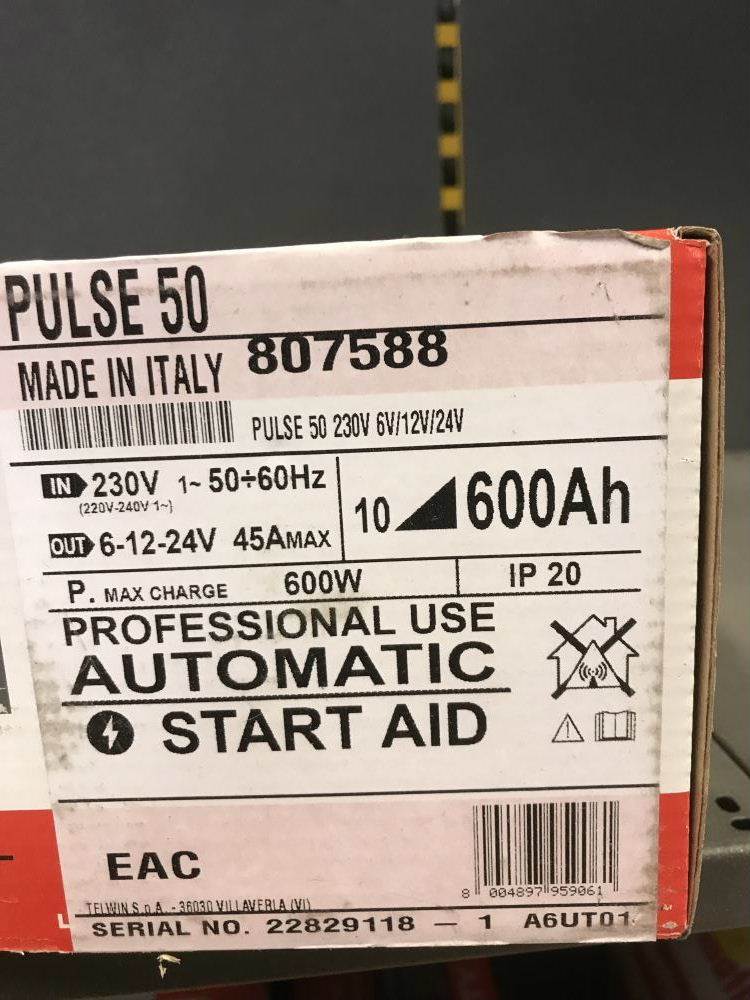 PULSE 50
MADE IN ITALY 807588
PULSE 50 230V 6V/12V/24V
IN 230V 1~ 50÷60Hz
(220V-240V 1~)
10 600Ah
OUT 6-12-24V 45AMAX
P. MAX CHARGE 600W IP 20
PROFESSIONAL USE
AUTOMATIC
START AID
EAC
8 004897 959061
TELWIN S.p.A. - 36030 VILLAVERLA (VI)
SERIAL NO. 22829118 - 1 A6UT01